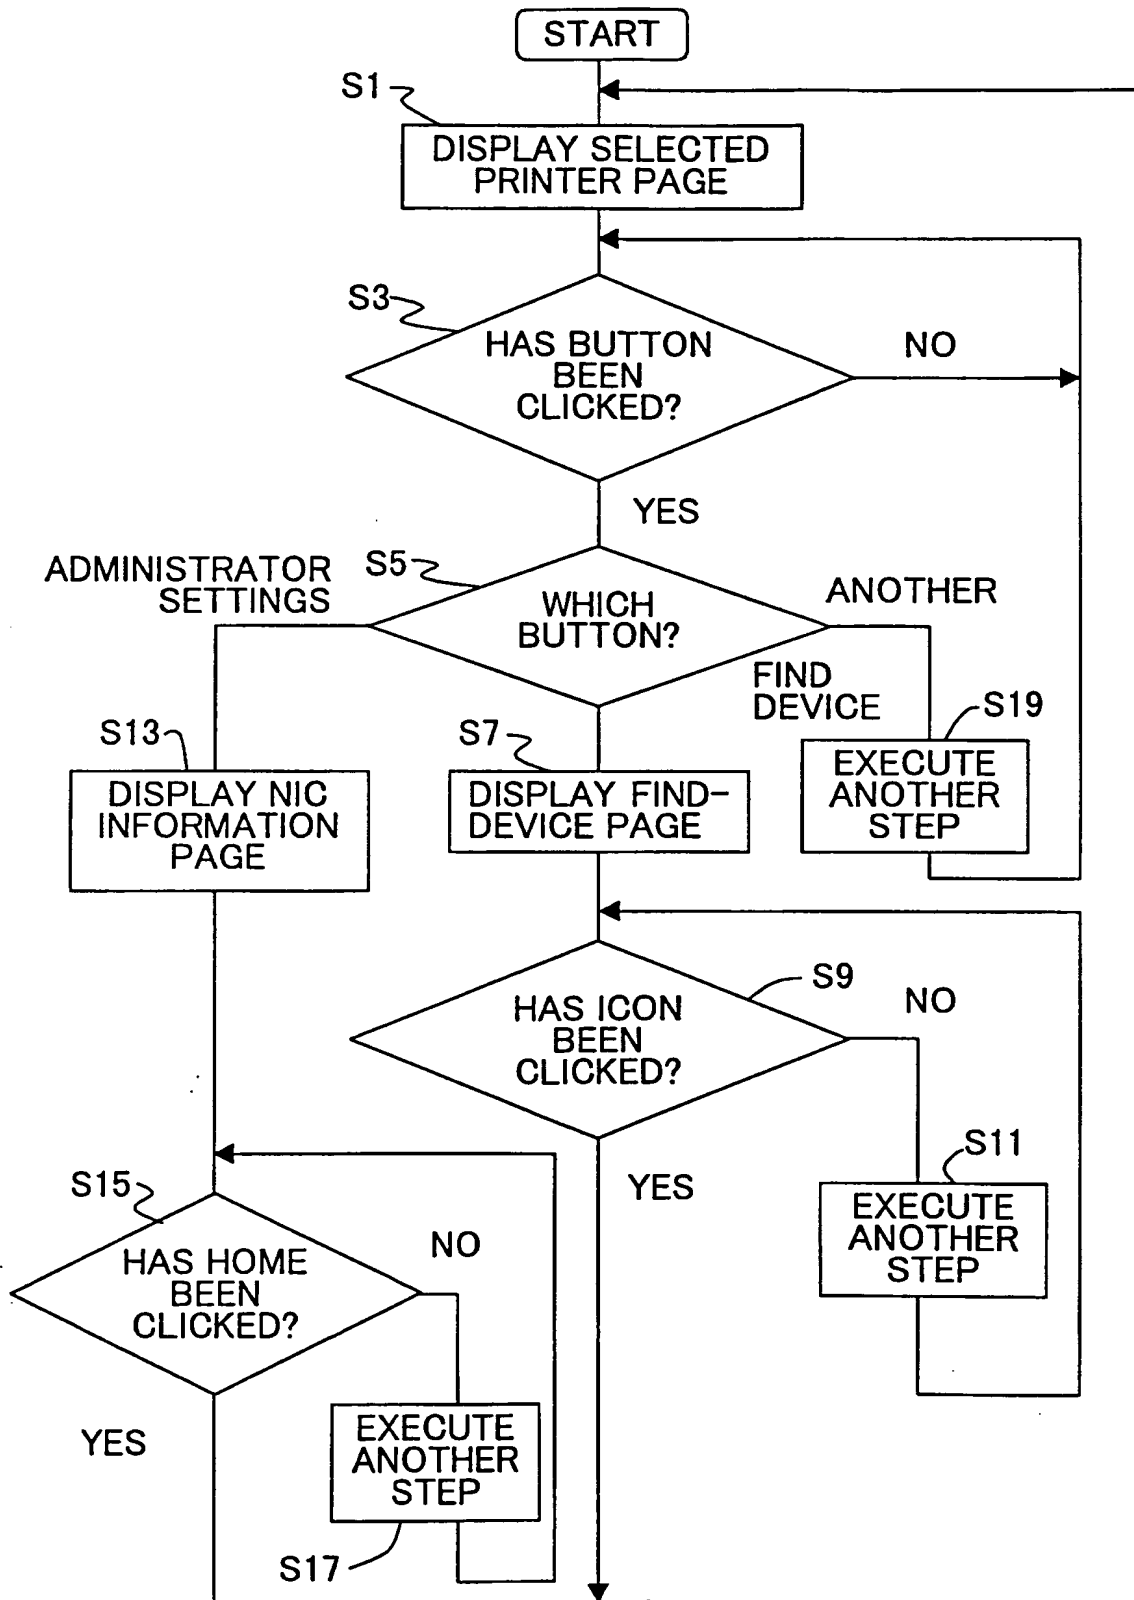 START
S1
DISPLAY SELECTED
PRINTER PAGE
S3
HAS BUTTON
BEEN
CLICKED?
NO
YES
ADMINISTRATOR
SETTINGS
S5
WHICH
BUTTON?
ANOTHER
FIND
DEVICE
S13
DISPLAY NIC
INFORMATION
PAGE
S7
DISPLAY FIND-
DEVICE PAGE
S19
EXECUTE
ANOTHER
STEP
S9
HAS ICON
BEEN
CLICKED?
NO
YES
S11
EXECUTE
ANOTHER
STEP
S15
HAS HOME
BEEN
CLICKED?
NO
YES
EXECUTE
ANOTHER
STEP
S17